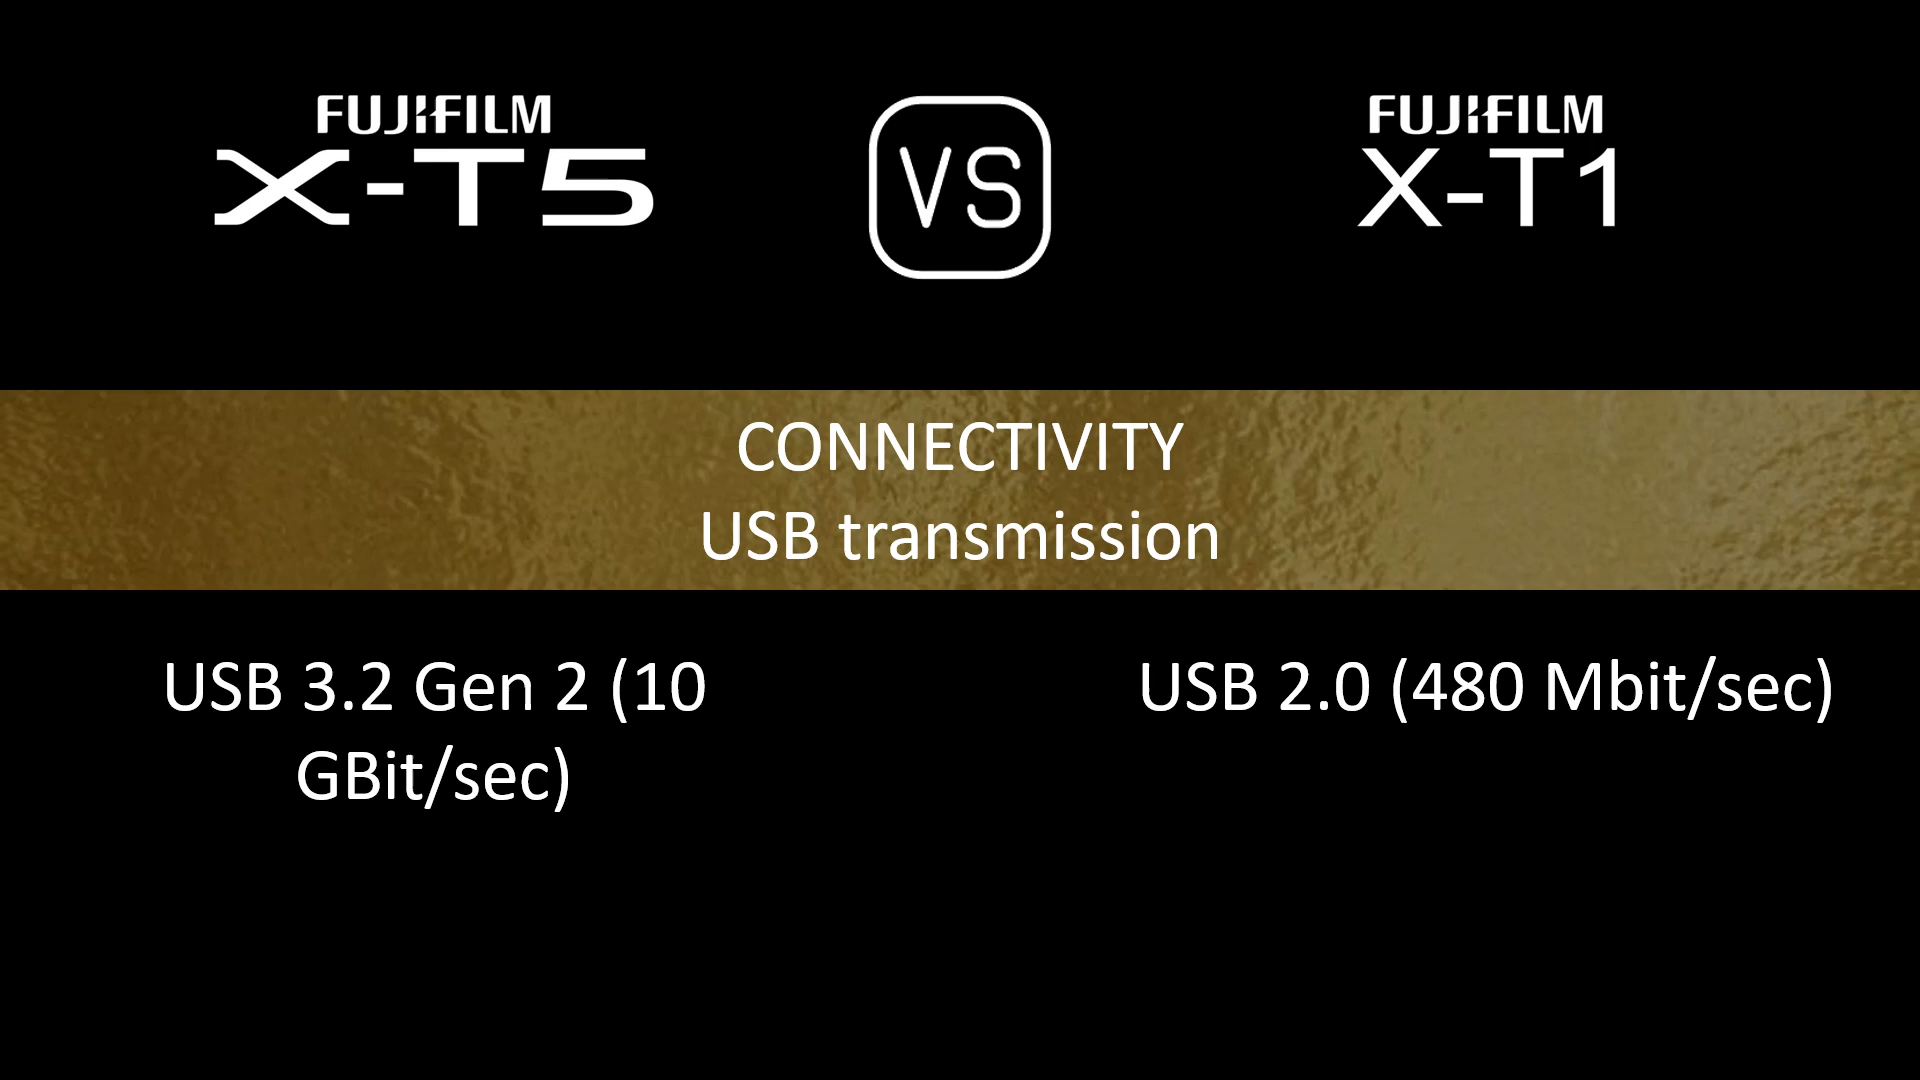 FUJIFILM
X-T5
VS
FUJIFILM
X-T1
CONNECTIVITY
USB transmission
USB 3.2 Gen 2 (10
GBit/sec)
USB 2.0 (480 Mbit/sec)